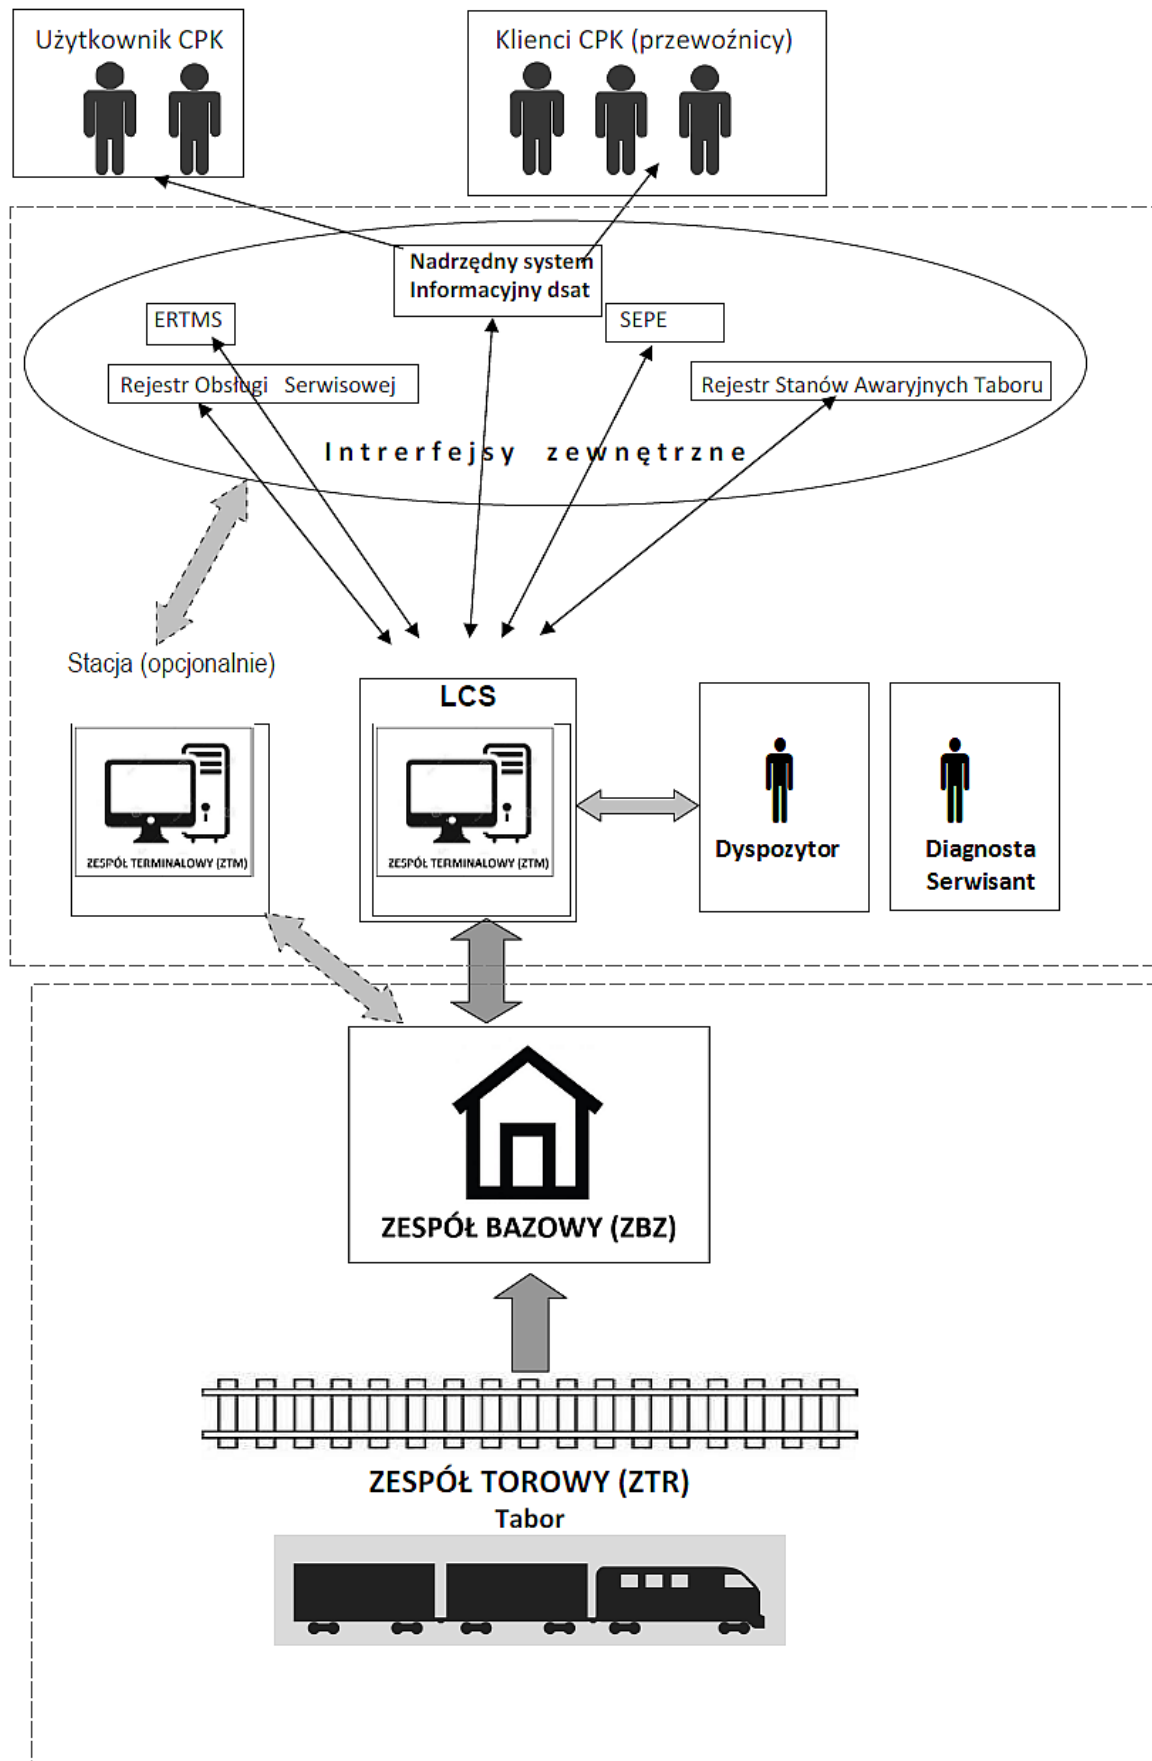 Użytkownik CPK
Klienci CPK (przewoźnicy)
Nadrzędny system
Informacyjny dsat
ERTMS
SEPE
Rejestr Obsługi Serwisowej
Rejestr Stanów Awaryjnych Taboru
Intrerfejsy zewnętrzne
Stacja (opcjonalnie)
LCS
ZESPÓŁ TERMINALOWY (ZTM)
ZESPÓŁ TERMINALOWY (ZTM)
Dyspozytor
Diagnosta
Serwisant
ZESPÓŁ BAZOWY (ZBZ)
ZESPÓŁ TOROWY (ZTR)
Tabor